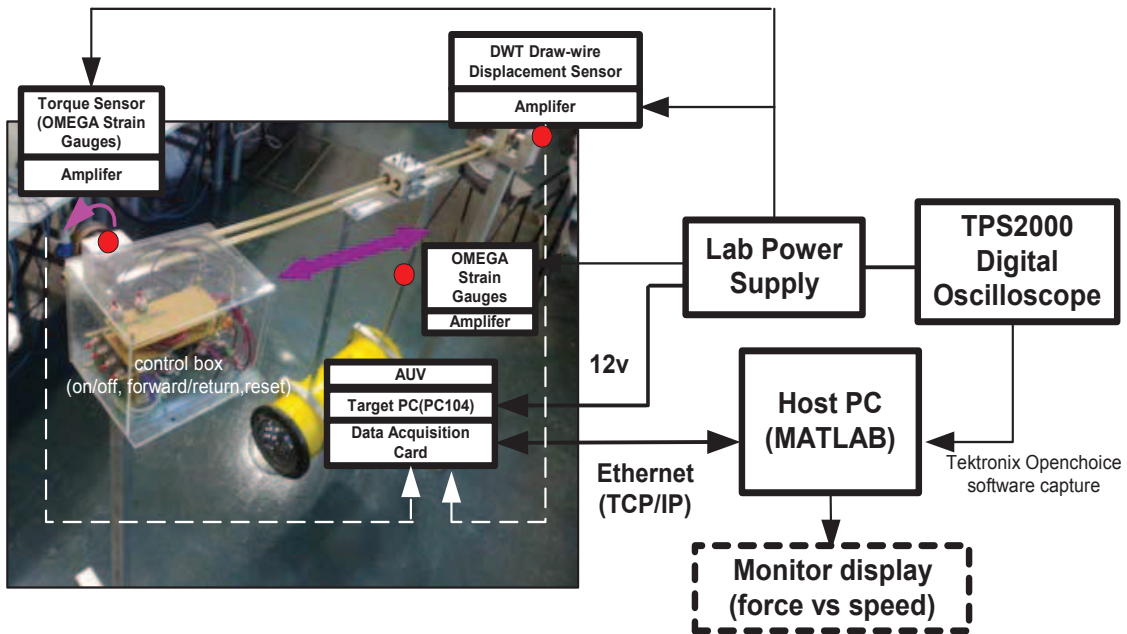 DWT Draw-wire
Displacement Sensor
Amplifer
Torque Sensor
(OMEGA Strain
Gauges)
Amplifer
OMEGA
Strain
Gauges
Amplifer
Lab Power
Supply
TPS2000
Digital
Oscilloscope
control box
(on/off, forward/return,reset)
12v
AUV
Target PC(PC104)
Data Acquisition
Card
Host PC
(MATLAB)
Ethernet
(TCP/IP)
Tektronix Openchoice
software capture
Monitor display
(force vs speed)